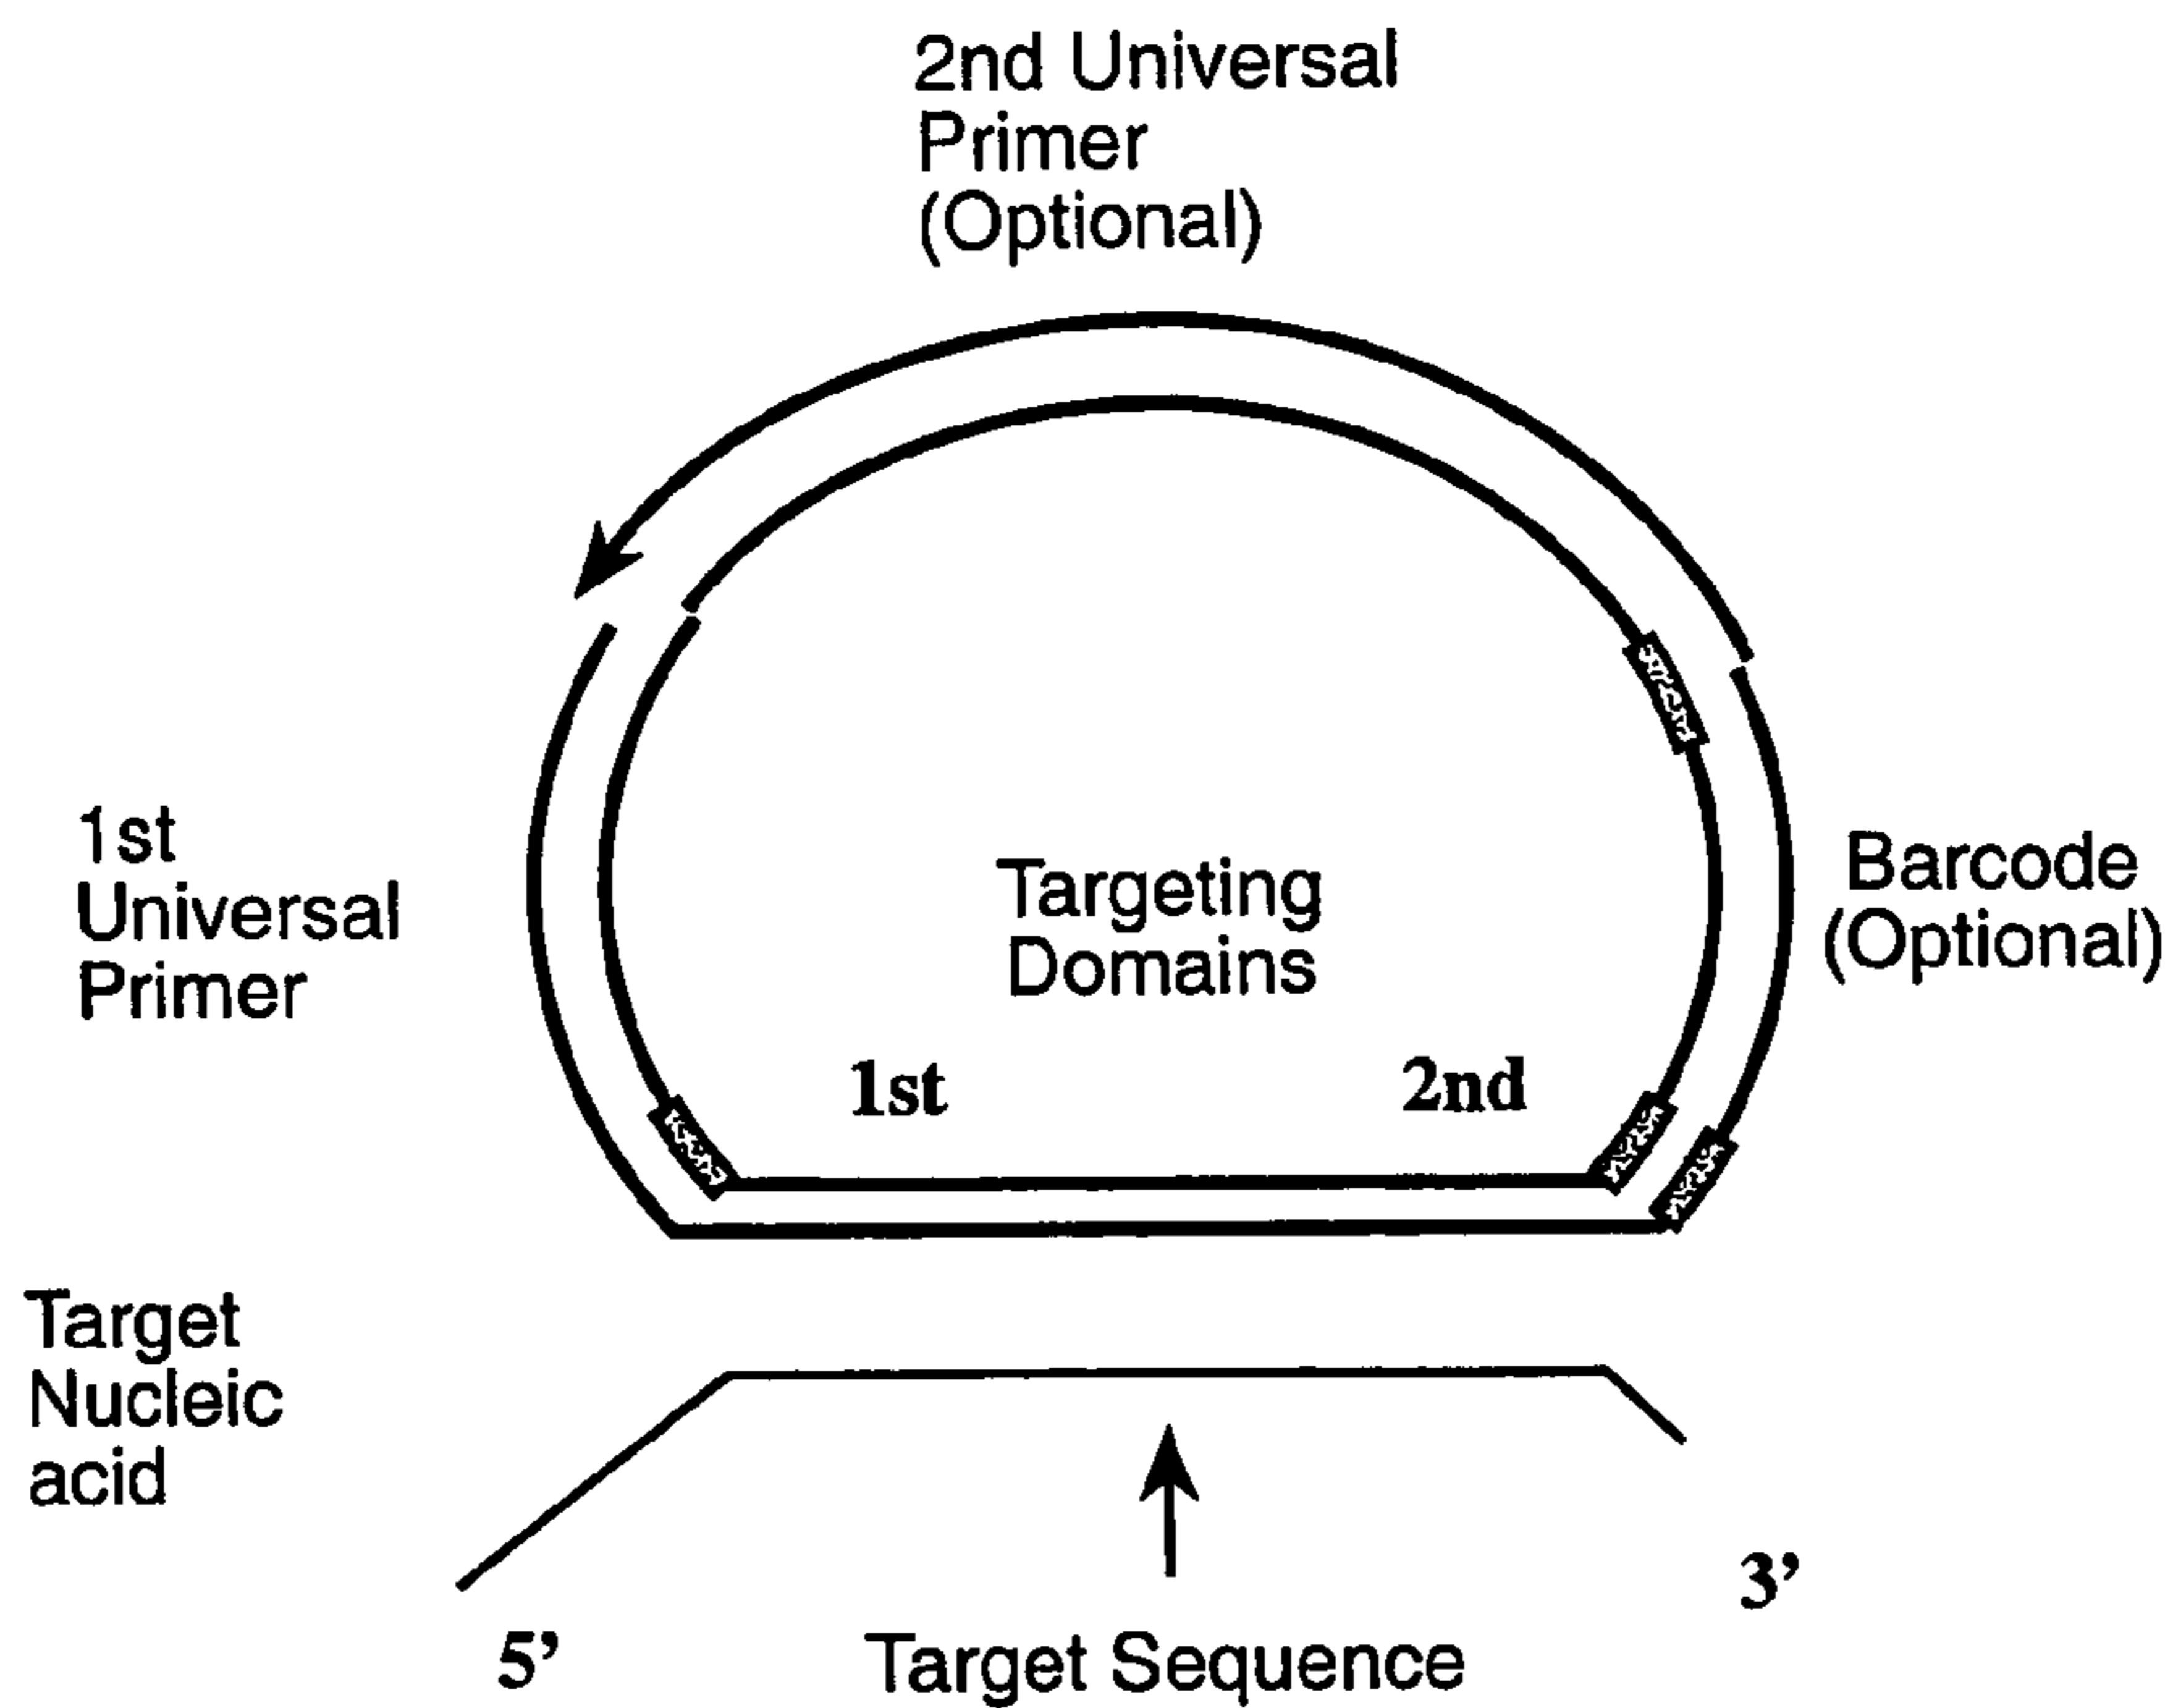 2nd Universal
Primer
(Optional)
1st
Universal
Primer
Targeting
Domains
Barcode
(Optional)
1st
2nd
Target
Nucleic
acid
5’
3’
Target Sequence